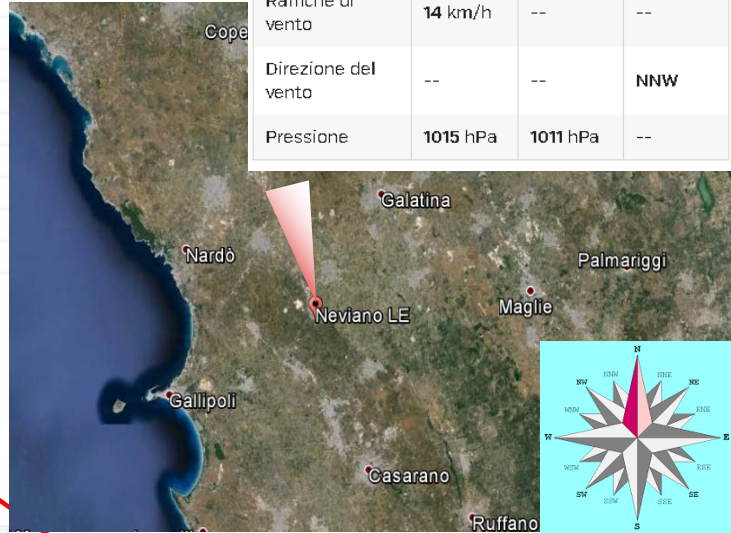 Raffiche di
vento 14 km/h -- --
Direzione del
vento -- -- NNW
Pressione 1015 hPa 1011 hPa --
Cope
Galatina
Nardò
Palmariggi
Neviano LE
Maglie
Gallipoli
Casarano
Ruffano
N
NNW NNE
NW NE
WNW ENE
W E
WSW ESE
SW SE
SSW SSE
S